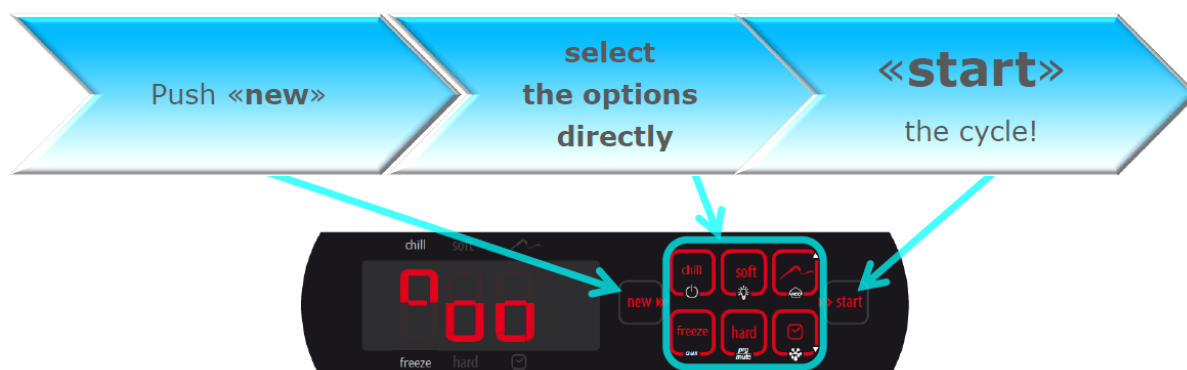 Push «new»
select
the options
directly
«start»
the cycle!
chill soft
freeze hard
new »
chill
soft
freeze
hard
aux
» start